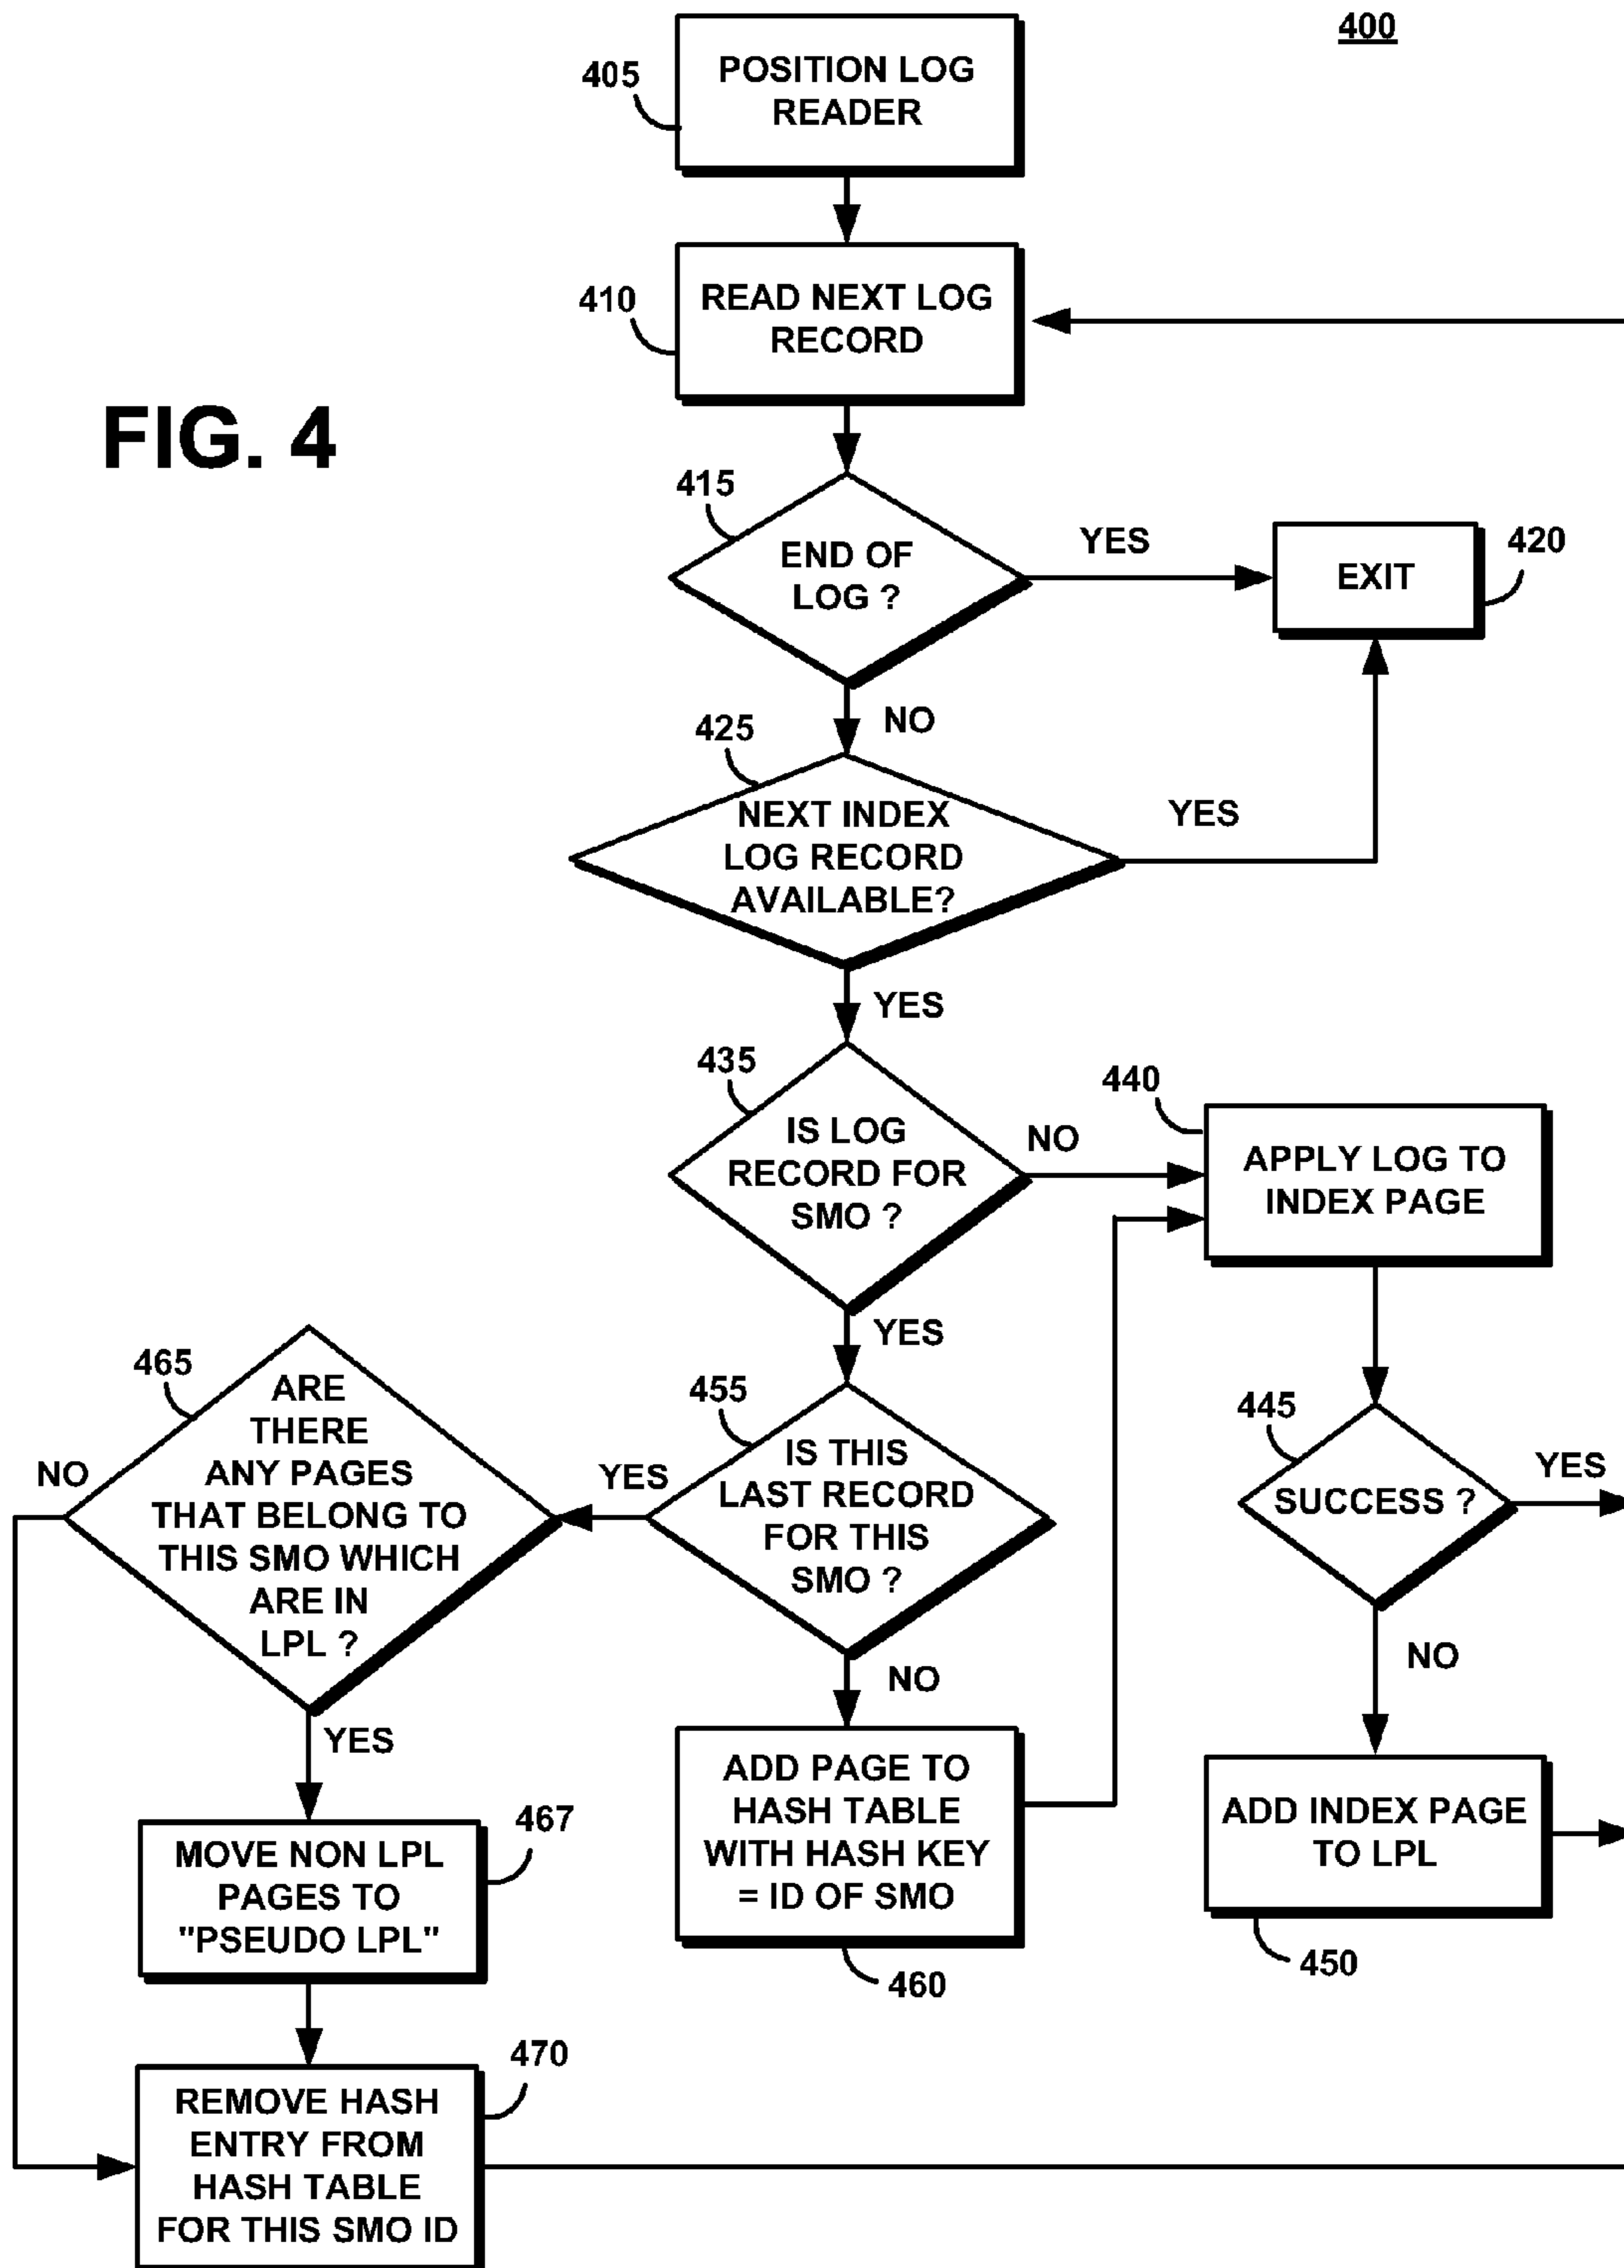 400
405
POSITION LOG
READER
410
READ NEXT LOG
RECORD
FIG. 4
415
END OF
LOG ?
YES
EXIT
420
NO
425
NEXT INDEX
LOG RECORD
AVAILABLE?
YES
YES
435
IS LOG
RECORD FOR
SMO ?
NO
440
APPLY LOG TO
INDEX PAGE
YES
465
ARE
THERE
ANY PAGES
THAT BELONG TO
THIS SMO WHICH
ARE IN
LPL ?
NO
YES
455
IS THIS
LAST RECORD
FOR THIS
SMO ?
445
SUCCESS ?
YES
NO
NO
YES
ADD PAGE TO
HASH TABLE
WITH HASH KEY
= ID OF SMO
460
ADD INDEX PAGE
TO LPL
450
MOVE NON LPL
PAGES TO
"PSEUDO LPL"
467
REMOVE HASH
ENTRY FROM
HASH TABLE
FOR THIS SMO ID
470